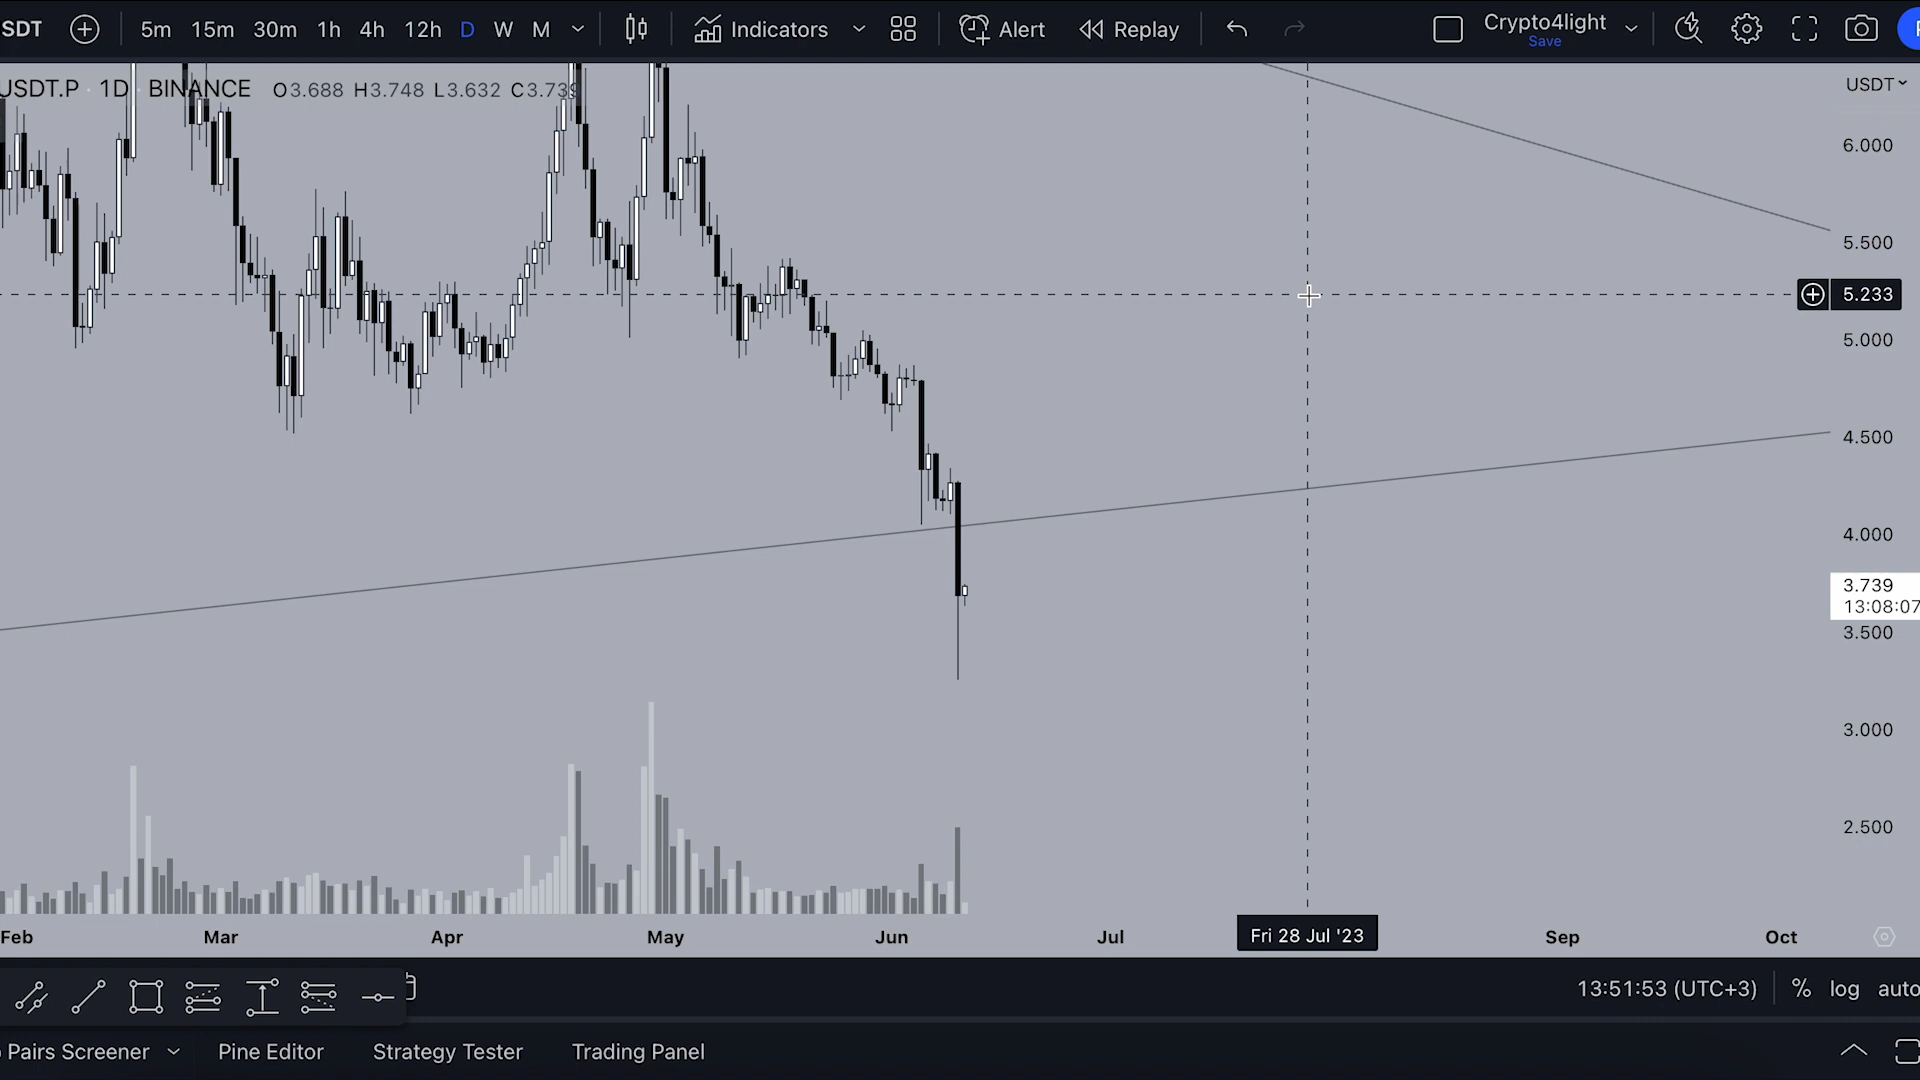 SDT 5m 15m 30m 1h 4h 12h D W M Indicators Alert Replay Crypto4light
Save
USDT.P · 1D BINANCE O3.688 H3.748 L3.632 C3.739
USDT
6.000
5.500
5.233
5.000
4.500
4.000
3.739
13:08:07
3.500
3.000
2.500
Feb Mar Apr May Jun Jul Fri 28 Jul '23 Sep Oct
13:51:53 (UTC+3) % log auto
Pairs Screener Pine Editor Strategy Tester Trading Panel